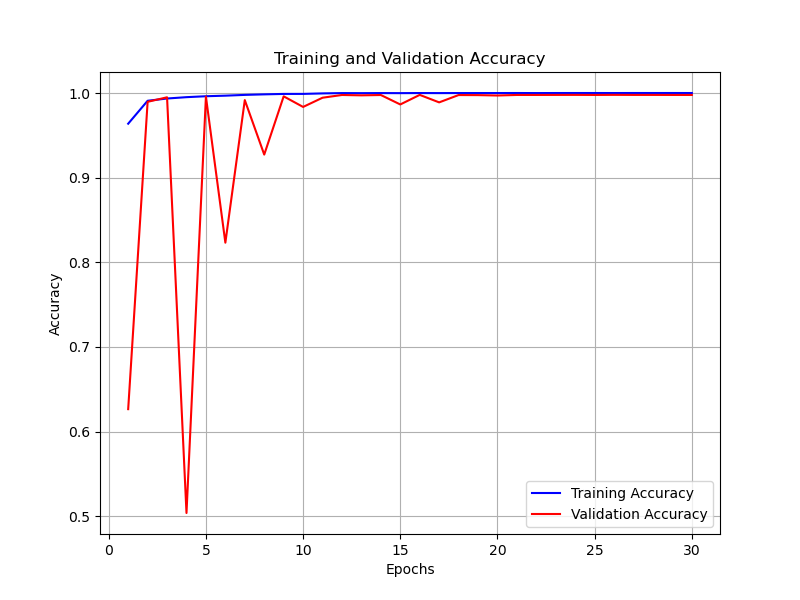 Training and Validation Accuracy
1.0
0.9
0.8
0.7
0.6
0.5
Accuracy
0 5 10 15 20 25 30
Epochs
Training Accuracy
Validation Accuracy